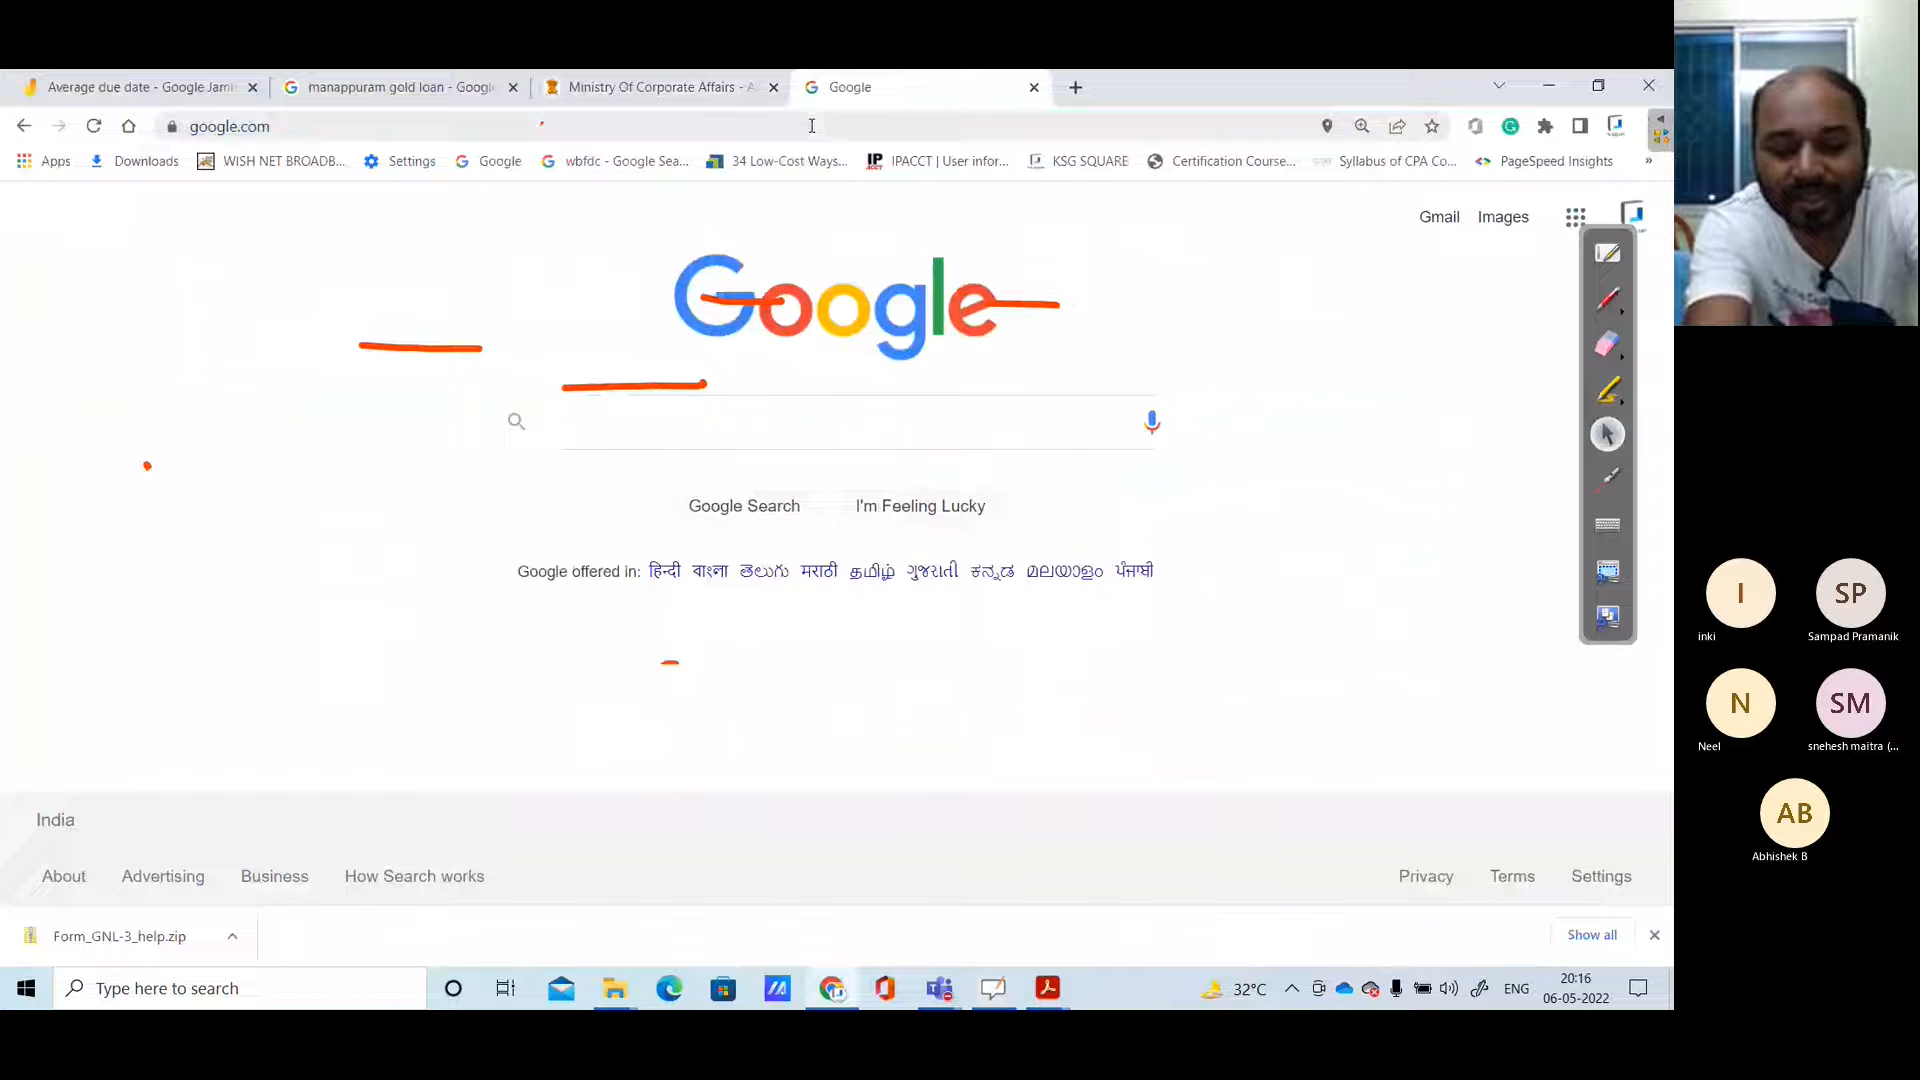 Average due date - Google Jam
manappuram gold loan - Googl
Ministry Of Corporate Affairs - A
Google
google.com
Apps
Downloads
WISH NET BROADB...
Settings
Google
wbfdc - Google Sea...
34 Low-Cost Ways...
IP
ACCT
IPACCT | User infor...
KSG SQUARE
Certification Course...
Syllabus of CPA Co...
PageSpeed Insights
»
Gmail
Images
Google
Google Search
I'm Feeling Lucky
Google offered in: हिन्दी বাংলা తెలుగు मराठी தமிழ் ગુજરાતી ಕನ್ನಡ മലയാളം ਪੰਜਾਬੀ
India
About
Advertising
Business
How Search works
Privacy
Terms
Settings
Form_GNL-3_help.zip
Show all
Type here to search
32°C
ENG
20:16
06-05-2022
I
inki
SP
Sampad Pramanik
N
Neel
SM
snehesh maitra (...
AB
Abhishek B